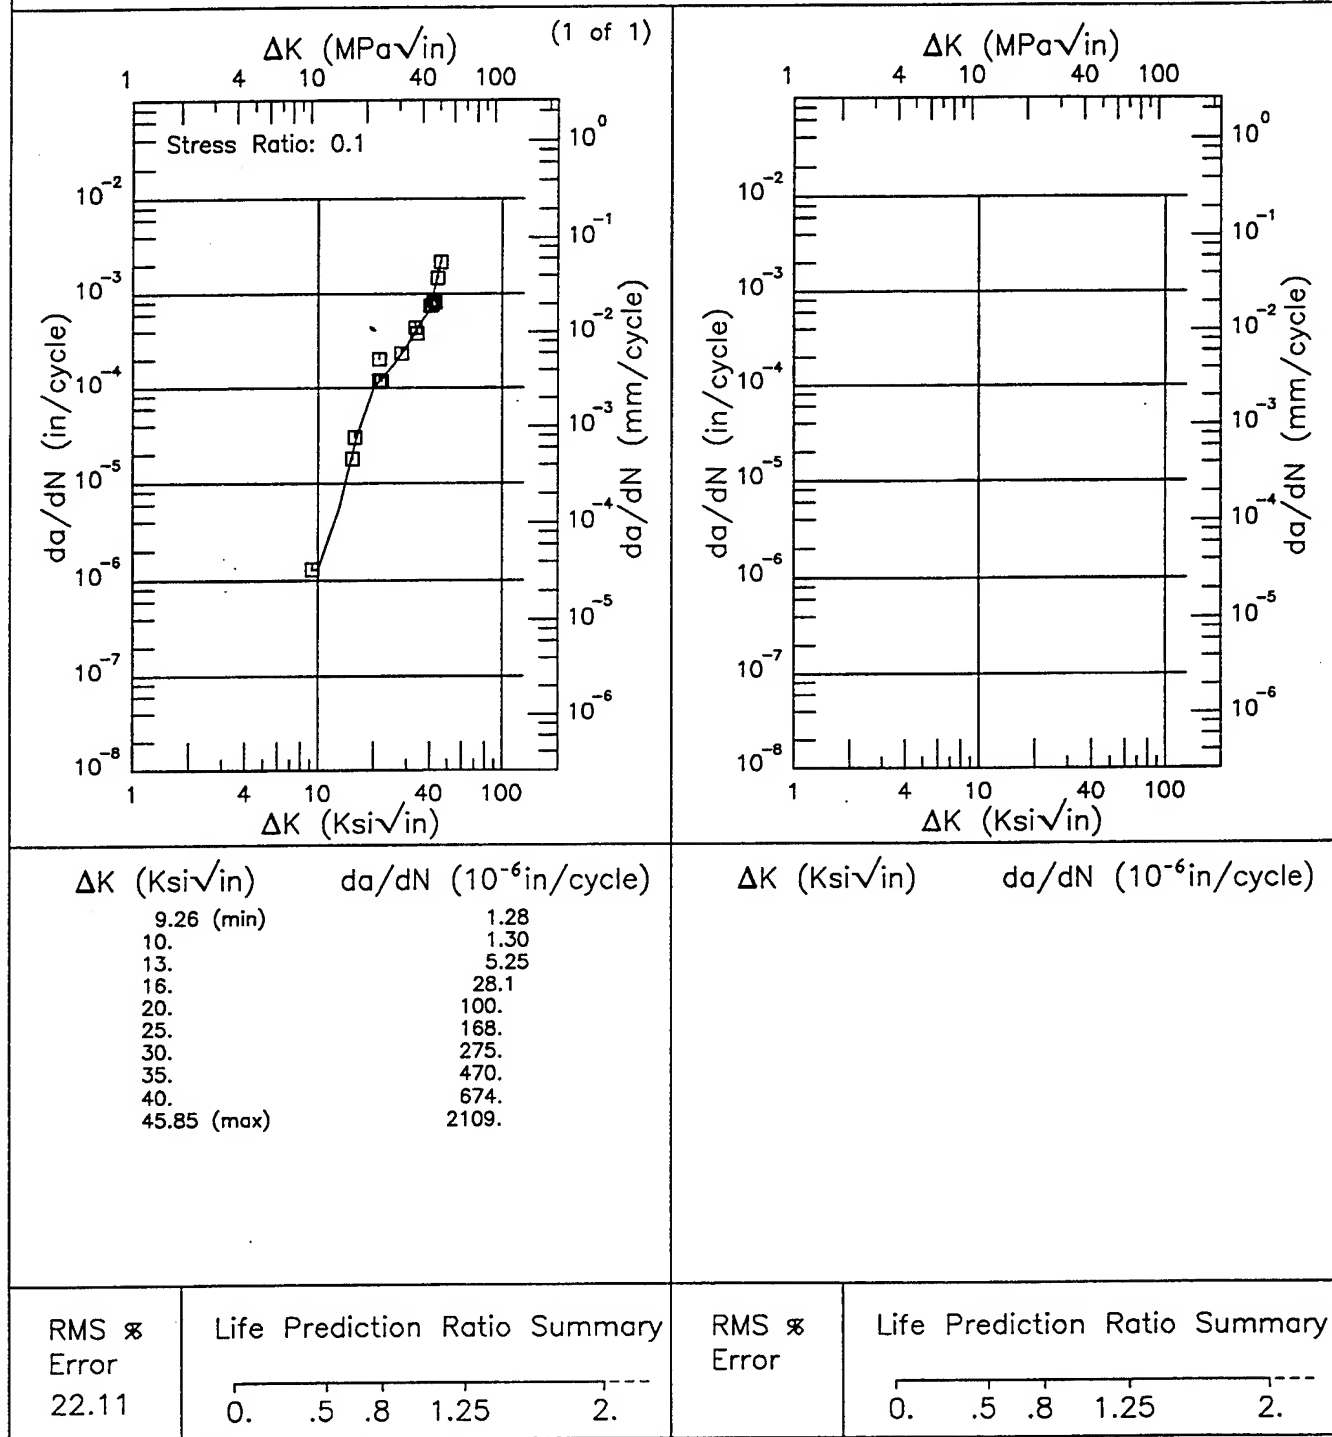 (1 of 1)
ΔK (MPa√in)
1 4 10 40 100
Stress Ratio: 0.1
da/dN (in/cycle)
10⁻²
10⁻³
10⁻⁴
10⁻⁵
10⁻⁶
10⁻⁷
10⁻⁸
10⁰
10⁻¹
10⁻²
10⁻³
10⁻⁴
10⁻⁵
10⁻⁶
da/dN (mm/cycle)
1 4 10 40 100
ΔK (Ksi√in)
ΔK (MPa√in)
1 4 10 40 100
da/dN (in/cycle)
10⁻²
10⁻³
10⁻⁴
10⁻⁵
10⁻⁶
10⁻⁷
10⁻⁸
10⁰
10⁻¹
10⁻²
10⁻³
10⁻⁴
10⁻⁵
10⁻⁶
da/dN (mm/cycle)
1 4 10 40 100
ΔK (Ksi√in)
ΔK (Ksi√in) da/dN (10⁻⁶in/cycle)
9.26 (min) 1.28
10. 1.30
13. 5.25
16. 28.1
20. 100.
25. 168.
30. 275.
35. 470.
40. 674.
45.85 (max) 2109.
ΔK (Ksi√in) da/dN (10⁻⁶in/cycle)
RMS %
Error
22.11
Life Prediction Ratio Summary
0. .5 .8 1.25 2.
RMS %
Error
Life Prediction Ratio Summary
0. .5 .8 1.25 2.